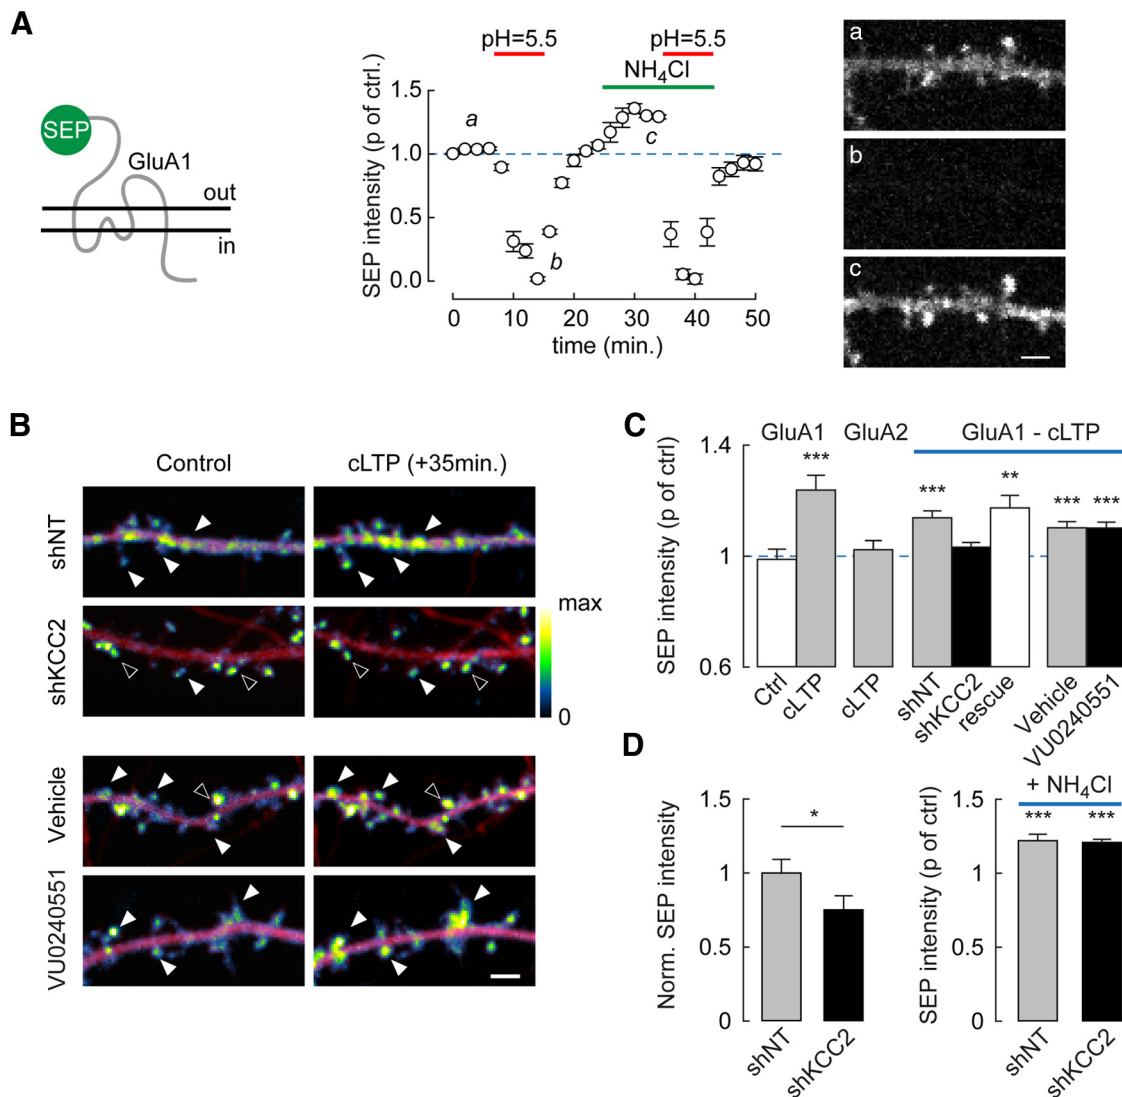 A
SEP
GluA1
out
in
pH=5.5
pH=5.5
NH₄Cl
SEP intensity (p of ctrl.)
1.5
1.0
0.5
0.0
a
b
c
0 10 20 30 40 50
time (min.)
a
b
c
B
Control
cLTP (+35min.)
shNT
shKCC2
max
0
Vehicle
VU0240551
C
GluA1
GluA2
GluA1 - cLTP
SEP intensity (p of ctrl)
1.4
1
0.6
***
***
**
***
***
Ctrl
cLTP
cLTP
shNT
shKCC2
rescue
Vehicle
VU0240551
D
Norm. SEP intensity
1.5
1
0.5
0
*
shNT
shKCC2
+ NH₄Cl
SEP intensity (p of ctrl)
1.5
1
0.5
0
***
***
shNT
shKCC2